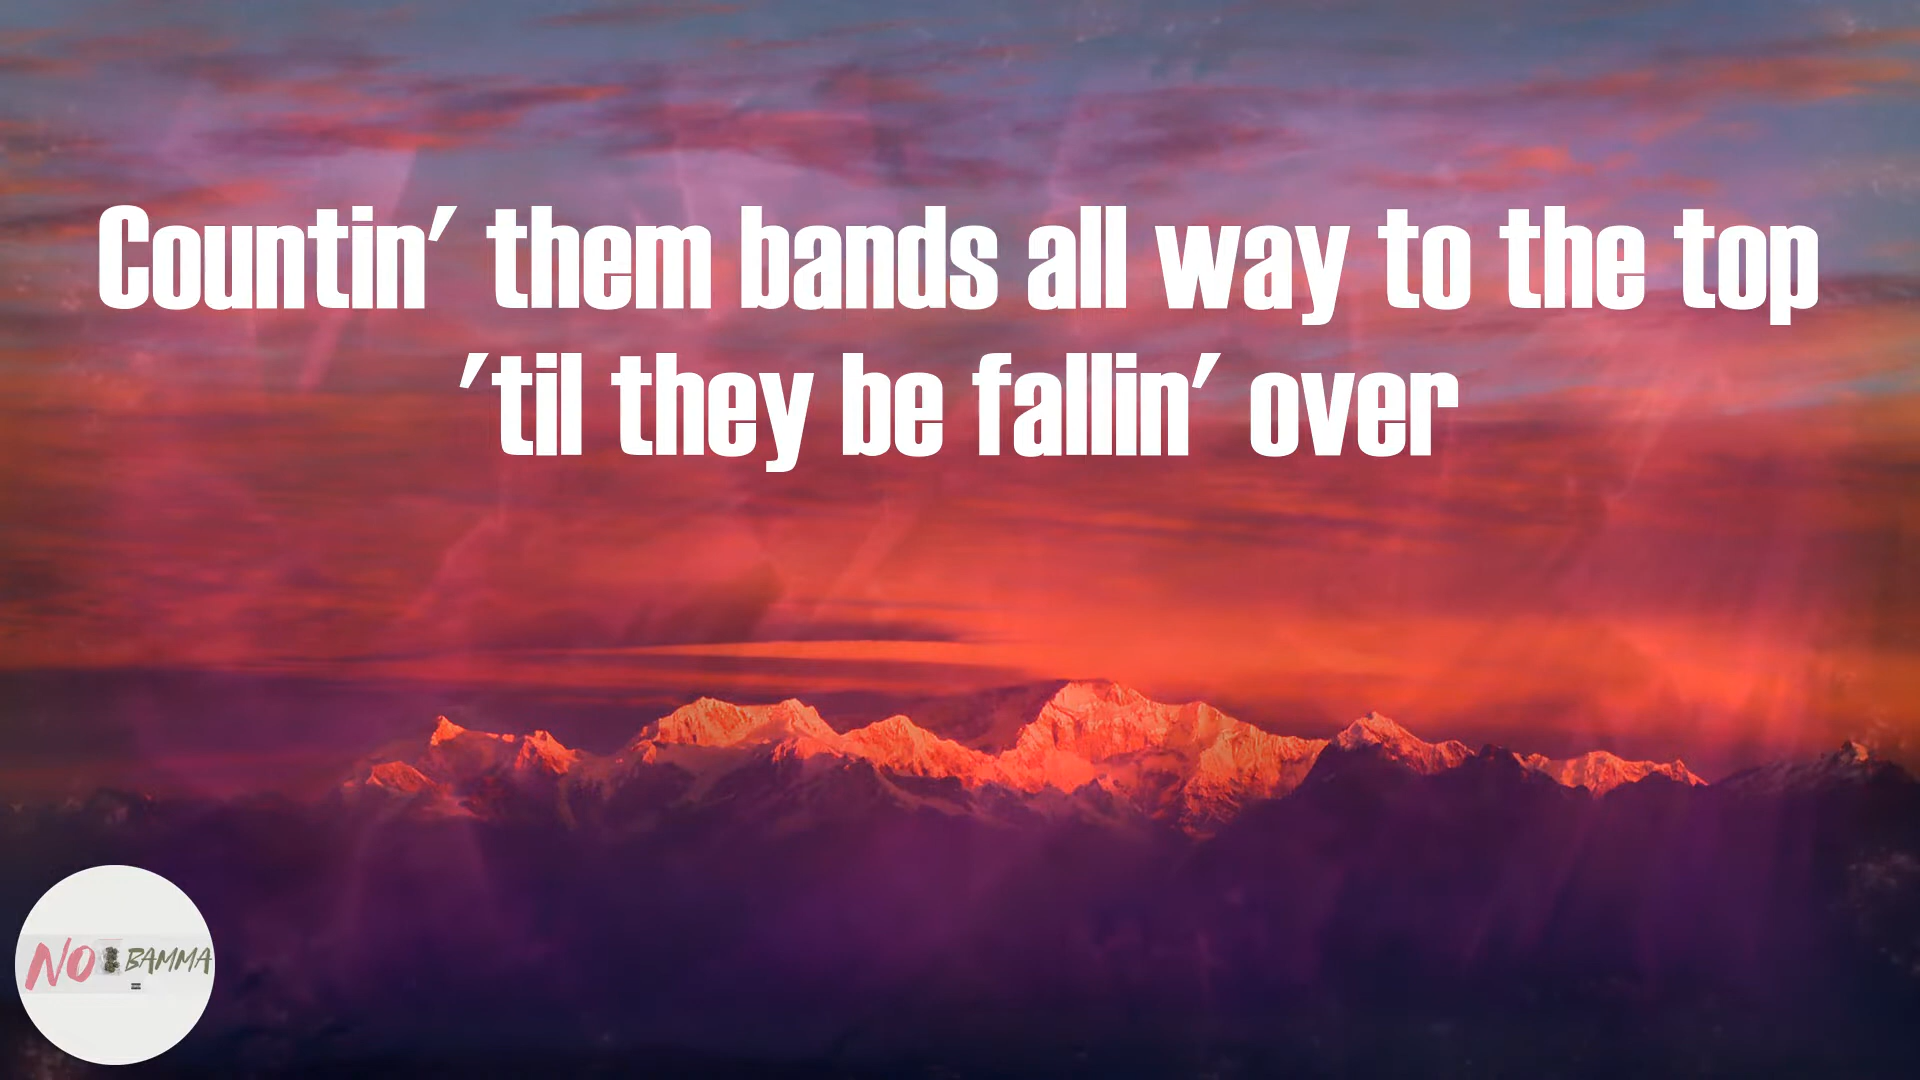 Countin' them bands all way to the top
'til they be fallin' over
NO BAMMA